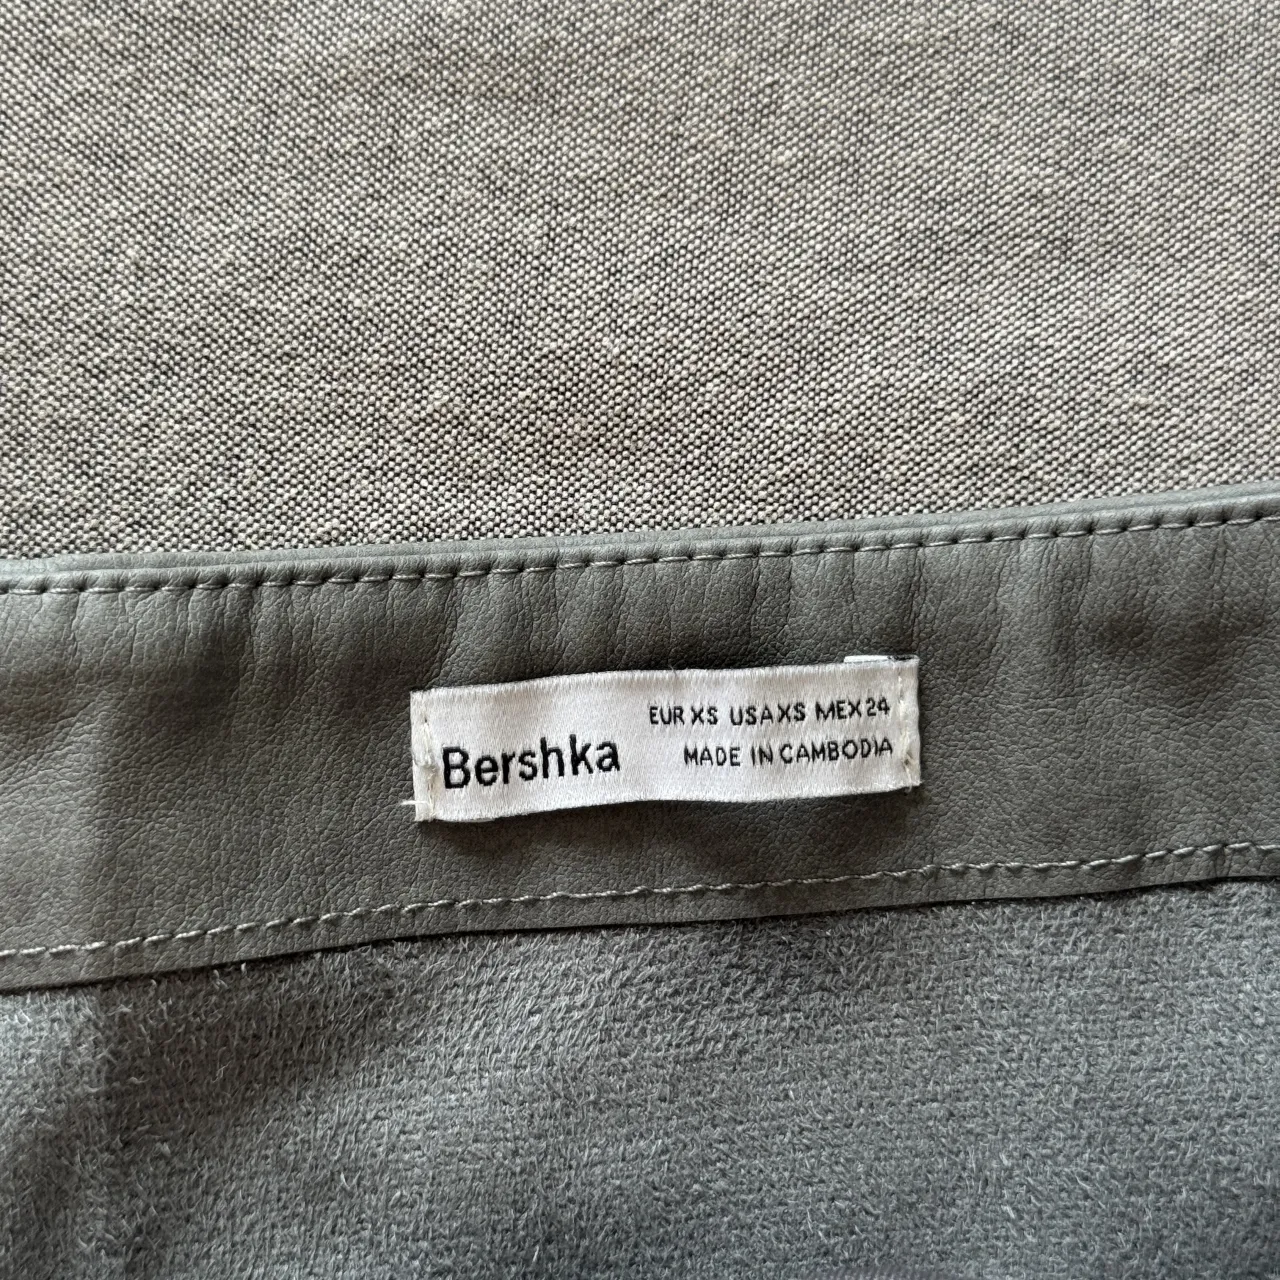 Bershka
EUR XS USA XS MEX 24
MADE IN CAMBODIA